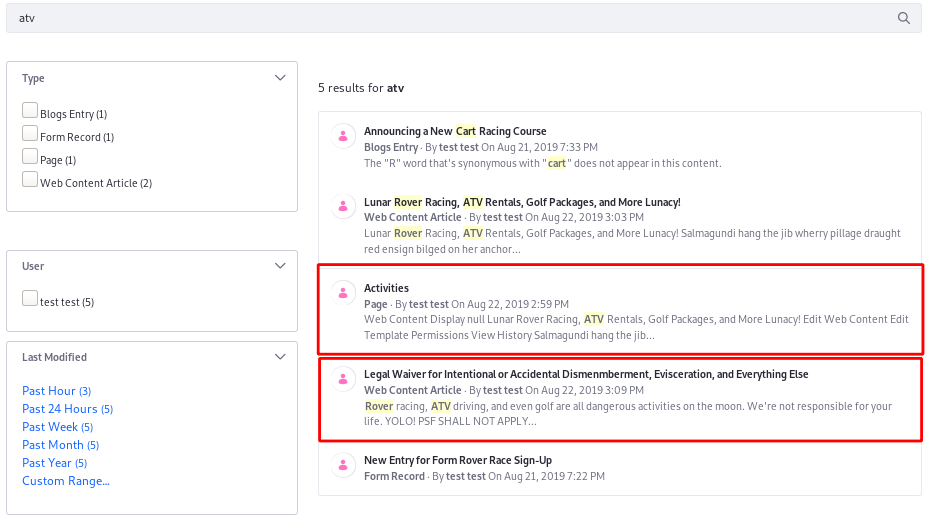 atv
Type
Blogs Entry (1)
Form Record (1)
Page (1)
Web Content Article (2)
User
test test (5)
Last Modified
Past Hour (3)
Past 24 Hours (5)
Past Week (5)
Past Month (5)
Past Year (5)
Custom Range...
5 results for atv
Announcing a New Cart Racing Course
Blogs Entry · By test test On Aug 21, 2019 7:33 PM
The "R" word that's synonymous with "cart" does not appear in this content.
Lunar Rover Racing, ATV Rentals, Golf Packages, and More Lunacy!
Web Content Article · By test test On Aug 22, 2019 3:03 PM
Lunar Rover Racing, ATV Rentals, Golf Packages, and More Lunacy! Salmagundi hang the jib wherry pillage draught
red ensign bilged on her anchor...
Activities
Page · By test test On Aug 22, 2019 2:59 PM
Web Content Display null Lunar Rover Racing, ATV Rentals, Golf Packages, and More Lunacy! Edit Web Content Edit
Template Permissions View History Salmagundi hang the jib...
Legal Waiver for Intentional or Accidental Dismenmberment, Evisceration, and Everything Else
Web Content Article · By test test On Aug 22, 2019 3:09 PM
Rover racing, ATV driving, and even golf are all dangerous activities on the moon. We're not responsible for your
life. YOLO! PSF SHALL NOT APPLY...
New Entry for Form Rover Race Sign-Up
Form Record · By test test On Aug 21, 2019 7:22 PM